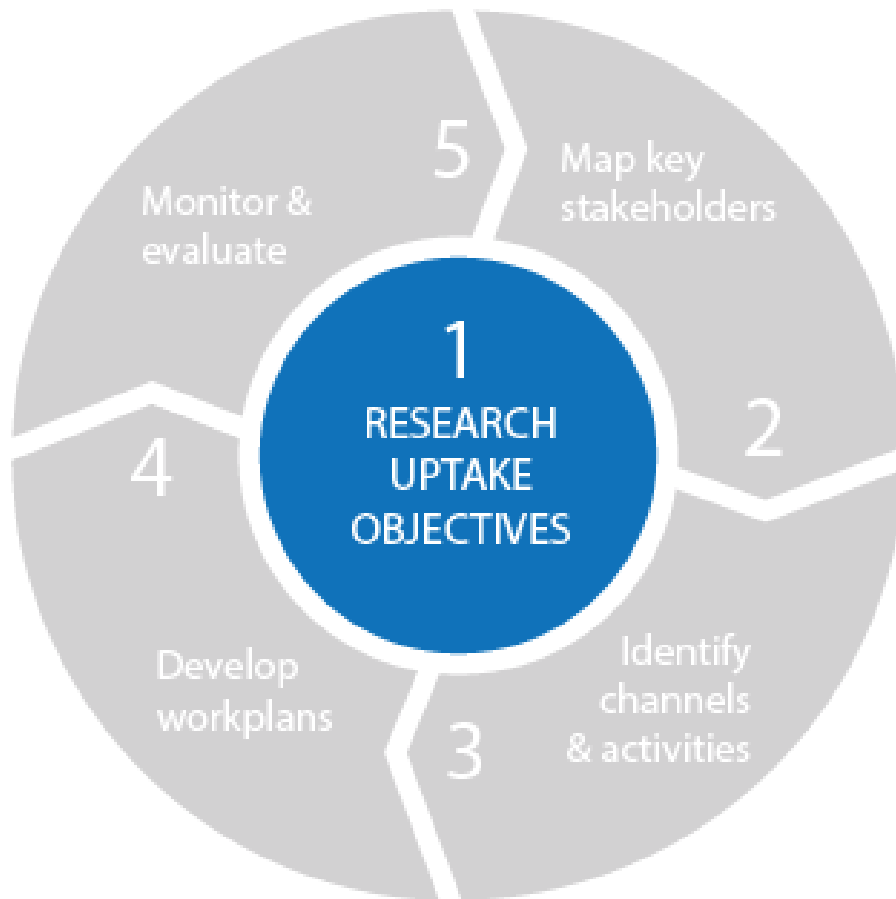 1
RESEARCH
UPTAKE
OBJECTIVES
Map key
stakeholders
2
Identify
channels
& activities
3
Develop
workplans
4
Monitor &
evaluate
5